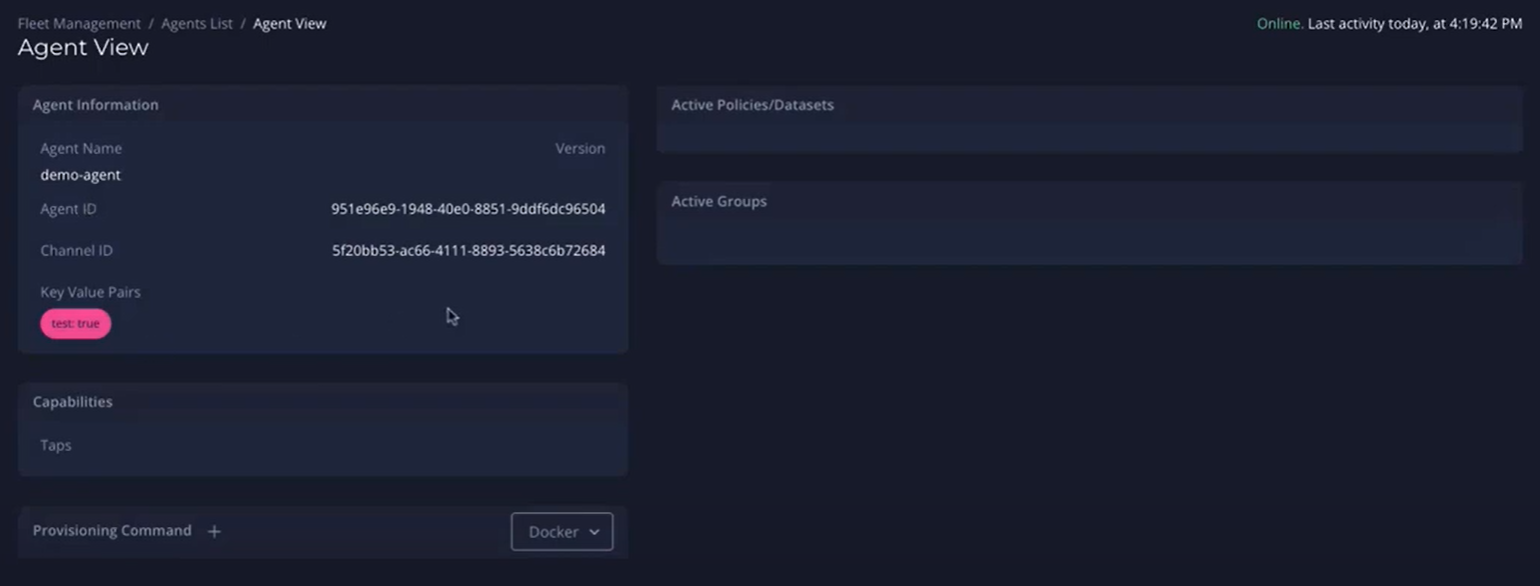 Fleet Management / Agents List / Agent View
Online. Last activity today, at 4:19:42 PM
Agent View
Agent Information
Agent Name
Version
demo-agent
Agent ID
951e96e9-1948-40e0-8851-9ddf6dc96504
Channel ID
5f20bb53-ac66-4111-8893-5638c6b72684
Key Value Pairs
test: true
Capabilities
Taps
Provisioning Command +
Docker
Active Policies/Datasets
Active Groups